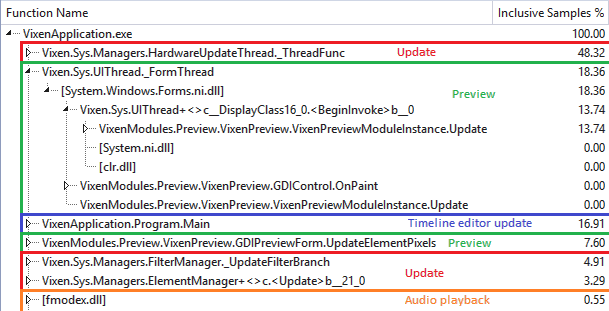 Function Name Inclusive Samples %
VixenApplication.exe 100.00
Vixen.Sys.Managers.HardwareUpdateThread._ThreadFunc Update 48.32
Vixen.Sys.UIThread._FormThread 18.36
[System.Windows.Forms.ni.dll] Preview 18.36
Vixen.Sys.UIThread+<>c__DisplayClass16_0.<BeginInvoke>b__0 13.74
VixenModules.Preview.VixenPreview.VixenPreviewModuleInstance.Update 13.74
[System.ni.dll] 0.00
[clr.dll] 0.00
VixenModules.Preview.VixenPreview.GDIControl.OnPaint 0.00
VixenModules.Preview.VixenPreview.VixenPreviewModuleInstance.Update 0.00
VixenApplication.Program.Main Timeline editor update 16.91
VixenModules.Preview.VixenPreview.GDIPreviewForm.UpdateElementPixels Preview 7.60
Vixen.Sys.Managers.FilterManager._UpdateFilterBranch 4.91
Update
Vixen.Sys.Managers.ElementManager+<>c.<Update>b__21_0 3.29
[fmodex.dll] Audio playback 0.55